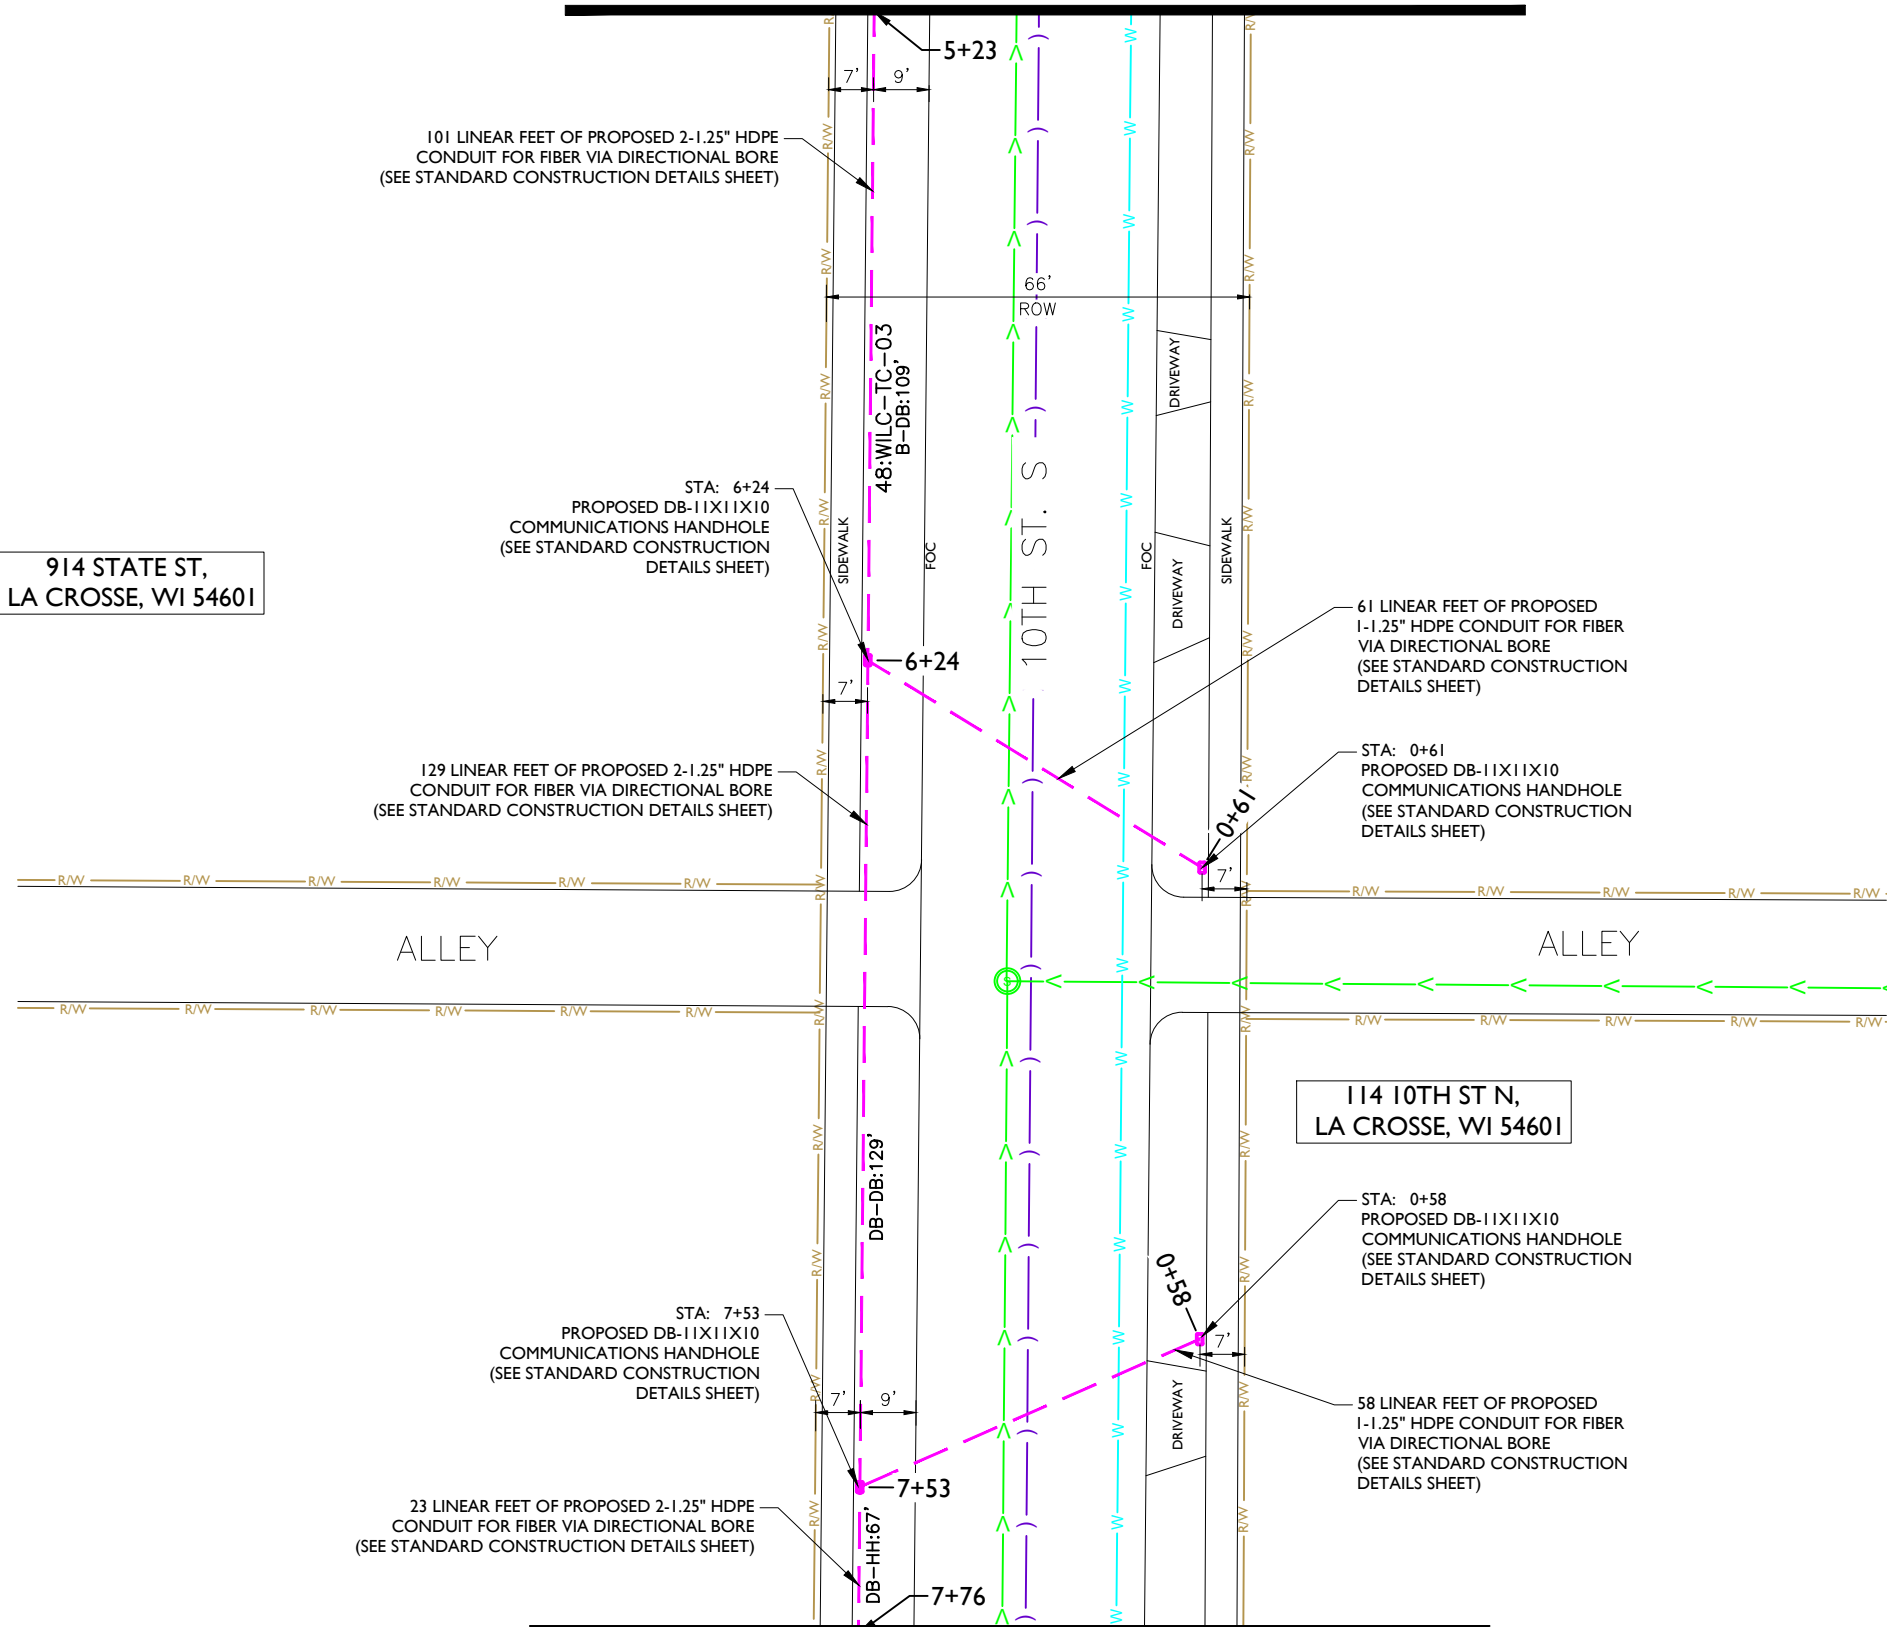 5+23
7' 9'
101 LINEAR FEET OF PROPOSED 2-1.25" HDPE
CONDUIT FOR FIBER VIA DIRECTIONAL BORE
(SEE STANDARD CONSTRUCTION DETAILS SHEET)
66'
ROW
48:WILC-TC-03
B-DB:109'
DRIVEWAY
10TH ST. S
STA: 6+24
PROPOSED DB-11X11X10
COMMUNICATIONS HANDHOLE
(SEE STANDARD CONSTRUCTION
DETAILS SHEET)
SIDEWALK
FOC
FOC
DRIVEWAY
SIDEWALK
914 STATE ST,
LA CROSSE, WI 54601
6+24
7'
61 LINEAR FEET OF PROPOSED
1-1.25" HDPE CONDUIT FOR FIBER
VIA DIRECTIONAL BORE
(SEE STANDARD CONSTRUCTION
DETAILS SHEET)
129 LINEAR FEET OF PROPOSED 2-1.25" HDPE
CONDUIT FOR FIBER VIA DIRECTIONAL BORE
(SEE STANDARD CONSTRUCTION DETAILS SHEET)
STA: 0+61
PROPOSED DB-11X11X10
COMMUNICATIONS HANDHOLE
(SEE STANDARD CONSTRUCTION
DETAILS SHEET)
0+61
7'
R/W R/W R/W R/W R/W R/W
R/W R/W R/W R/W R/W
ALLEY
ALLEY
S
R/W R/W R/W R/W R/W R/W
R/W R/W R/W R/W R/W
114 10TH ST N,
LA CROSSE, WI 54601
DB-DB:129'
STA: 0+58
PROPOSED DB-11X11X10
COMMUNICATIONS HANDHOLE
(SEE STANDARD CONSTRUCTION
DETAILS SHEET)
0+58
7'
STA: 7+53
PROPOSED DB-11X11X10
COMMUNICATIONS HANDHOLE
(SEE STANDARD CONSTRUCTION
DETAILS SHEET)
7' 9'
DRIVEWAY
58 LINEAR FEET OF PROPOSED
1-1.25" HDPE CONDUIT FOR FIBER
VIA DIRECTIONAL BORE
(SEE STANDARD CONSTRUCTION
DETAILS SHEET)
7+53
23 LINEAR FEET OF PROPOSED 2-1.25" HDPE
CONDUIT FOR FIBER VIA DIRECTIONAL BORE
(SEE STANDARD CONSTRUCTION DETAILS SHEET)
DB-HH:67'
7+76
R/W R/W R/W R/W R/W R/W R/W R/W R/W R/W R/W R/W R/W R/W
W W W W W W W W W W W W W W W W W W
R/W R/W R/W R/W R/W R/W R/W R/W R/W R/W R/W R/W R/W